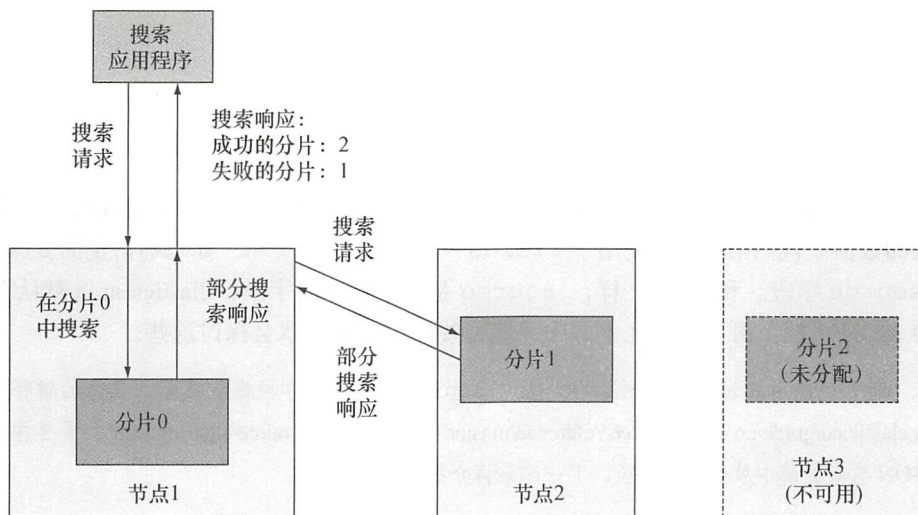 搜索
应用程序
搜索
请求
搜索响应：
成功的分片：2
失败的分片：1
搜索
请求
在分片0
中搜索
部分搜
索响应
部分
搜索
响应
分片0
分片1
分片2
（未分配）
节点1
节点2
节点3
(不可用)